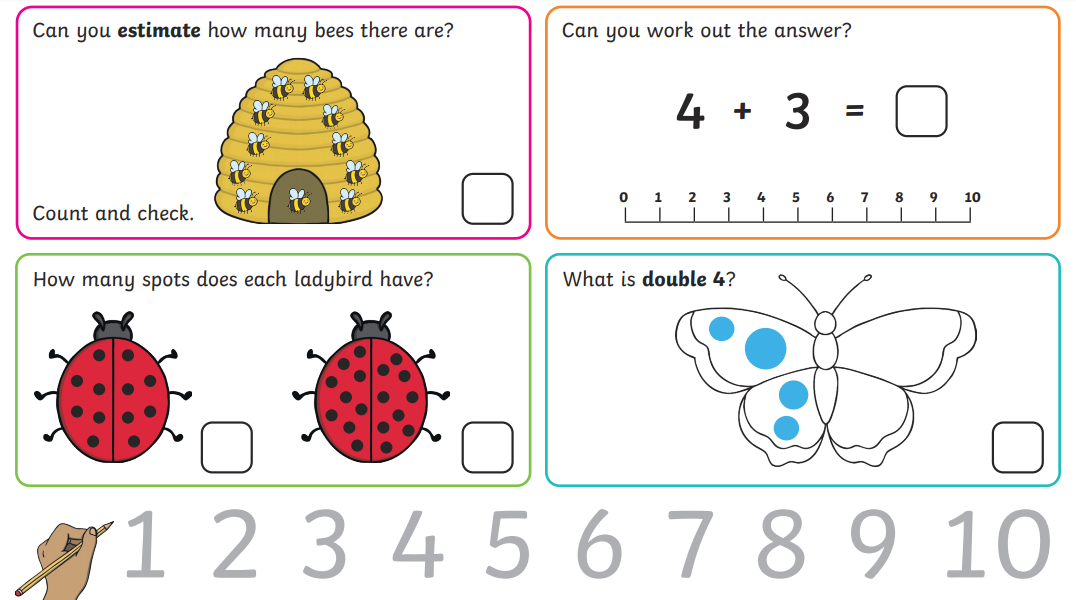 Can you estimate how many bees there are?
Count and check.
Can you work out the answer?
4 + 3 =
0 1 2 3 4 5 6 7 8 9 10
How many spots does each ladybird have?
What is double 4?
1 2 3 4 5 6 7 8 9 10